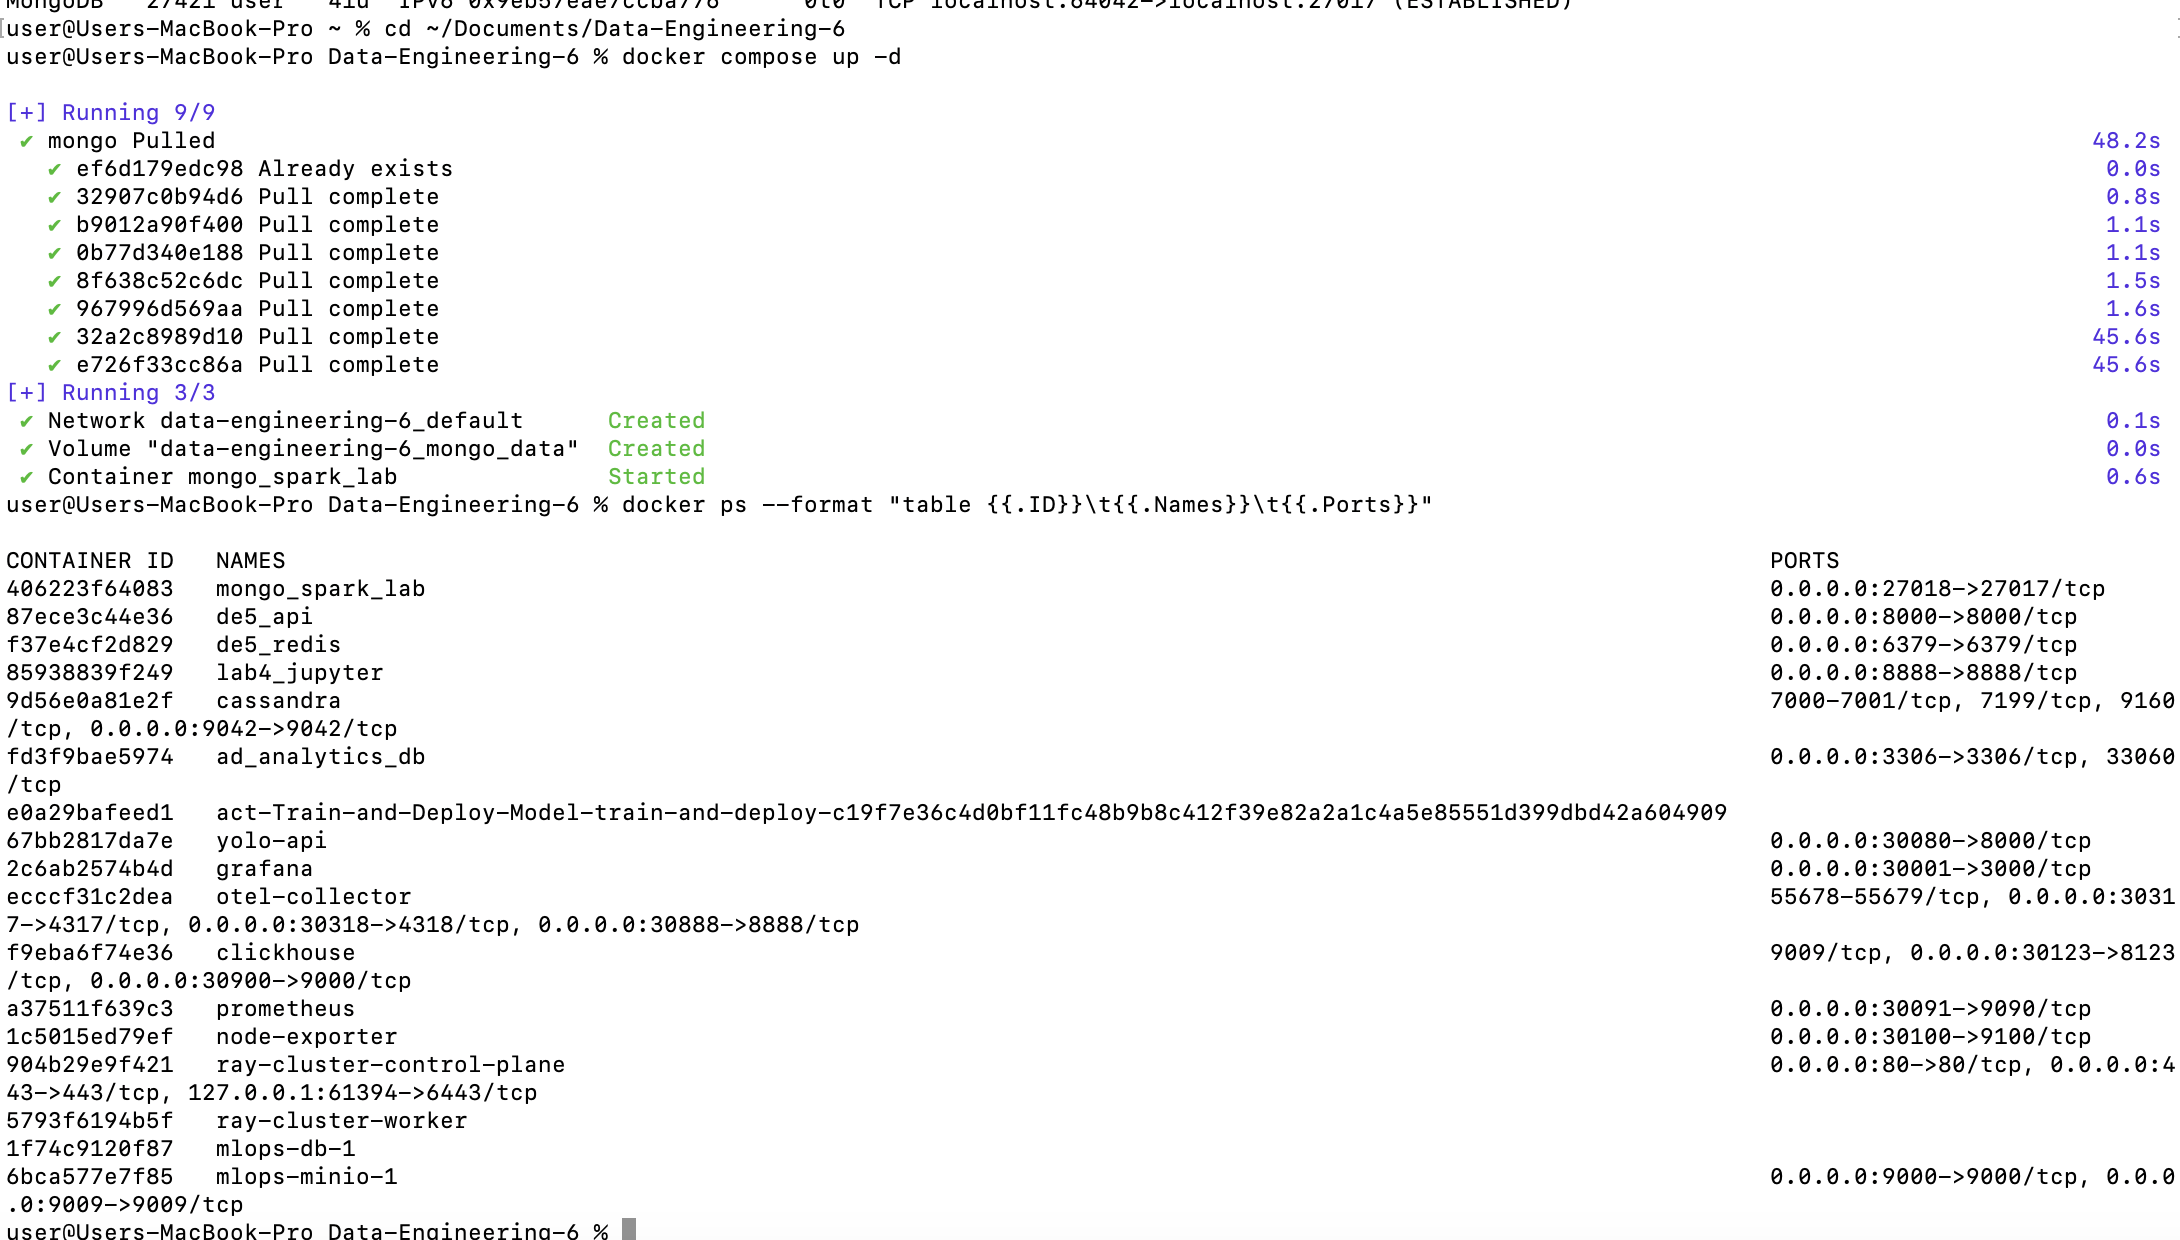 MongoDB   27421 user   41u  IPv6 0x9eb57eae7ccba776      0t0  TCP localhost.64042->localhost.27017 (ESTABLISHED)
user@Users-MacBook-Pro ~ % cd ~/Documents/Data-Engineering-6
user@Users-MacBook-Pro Data-Engineering-6 % docker compose up -d
[+] Running 9/9
✔ mongo Pulled 48.2s
✔ ef6d179edc98 Already exists 0.0s
✔ 32907c0b94d6 Pull complete 0.8s
✔ b9012a90f400 Pull complete 1.1s
✔ 0b77d340e188 Pull complete 1.1s
✔ 8f638c52c6dc Pull complete 1.5s
✔ 967996d569aa Pull complete 1.6s
✔ 32a2c8989d10 Pull complete 45.6s
✔ e726f33cc86a Pull complete 45.6s
[+] Running 3/3
✔ Network data-engineering-6_default Created 0.1s
✔ Volume "data-engineering-6_mongo_data" Created 0.0s
✔ Container mongo_spark_lab Started 0.6s
user@Users-MacBook-Pro Data-Engineering-6 % docker ps --format "table {{.ID}}\t{{.Names}}\t{{.Ports}}"
CONTAINER ID NAMES PORTS
406223f64083 mongo_spark_lab 0.0.0.0:27018->27017/tcp
87ece3c44e36 de5_api 0.0.0.0:8000->8000/tcp
f37e4cf2d829 de5_redis 0.0.0.0:6379->6379/tcp
85938839f249 lab4_jupyter 0.0.0.0:8888->8888/tcp
9d56e0a81e2f cassandra 7000-7001/tcp, 7199/tcp, 9160
/tcp, 0.0.0.0:9042->9042/tcp
fd3f9bae5974 ad_analytics_db 0.0.0.0:3306->3306/tcp, 33060
/tcp
e0a29bafeed1 act-Train-and-Deploy-Model-train-and-deploy-c19f7e36c4d0bf11fc48b9b8c412f39e82a2a1c4a5e85551d399dbd42a604909
67bb2817da7e yolo-api 0.0.0.0:30080->8000/tcp
2c6ab2574b4d grafana 0.0.0.0:30001->3000/tcp
ecccf31c2dea otel-collector 55678-55679/tcp, 0.0.0.0:3031
7->4317/tcp, 0.0.0.0:30318->4318/tcp, 0.0.0.0:30888->8888/tcp
f9eba6f74e36 clickhouse 9009/tcp, 0.0.0.0:30123->8123
/tcp, 0.0.0.0:30900->9000/tcp
a37511f639c3 prometheus 0.0.0.0:30091->9090/tcp
1c5015ed79ef node-exporter 0.0.0.0:30100->9100/tcp
904b29e9f421 ray-cluster-control-plane 0.0.0.0:80->80/tcp, 0.0.0.0:4
43->443/tcp, 127.0.0.1:61394->6443/tcp
5793f6194b5f ray-cluster-worker
1f74c9120f87 mlops-db-1
6bca577e7f85 mlops-minio-1 0.0.0.0:9000->9000/tcp, 0.0.0
.0:9009->9009/tcp
user@Users-MacBook-Pro Data-Engineering-6 %